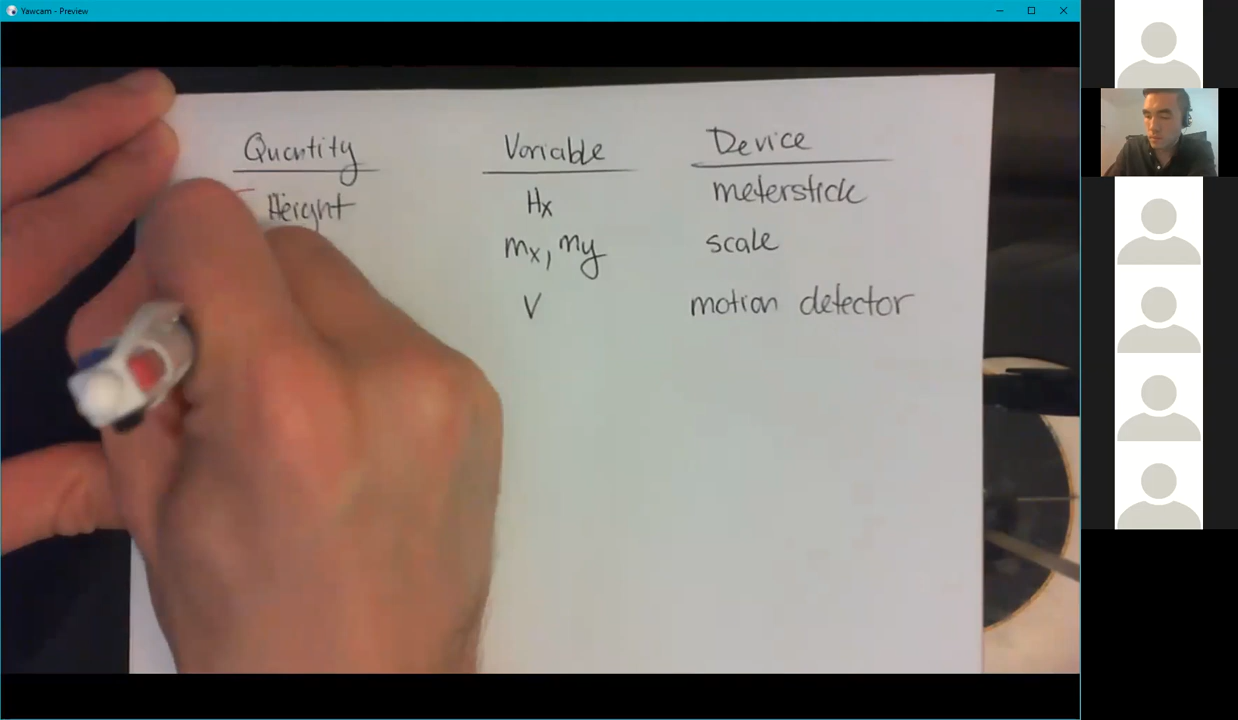 Yawcam - Preview
Quantity Variable Device
Height Hx meterstick
mx, my scale
V motion detector